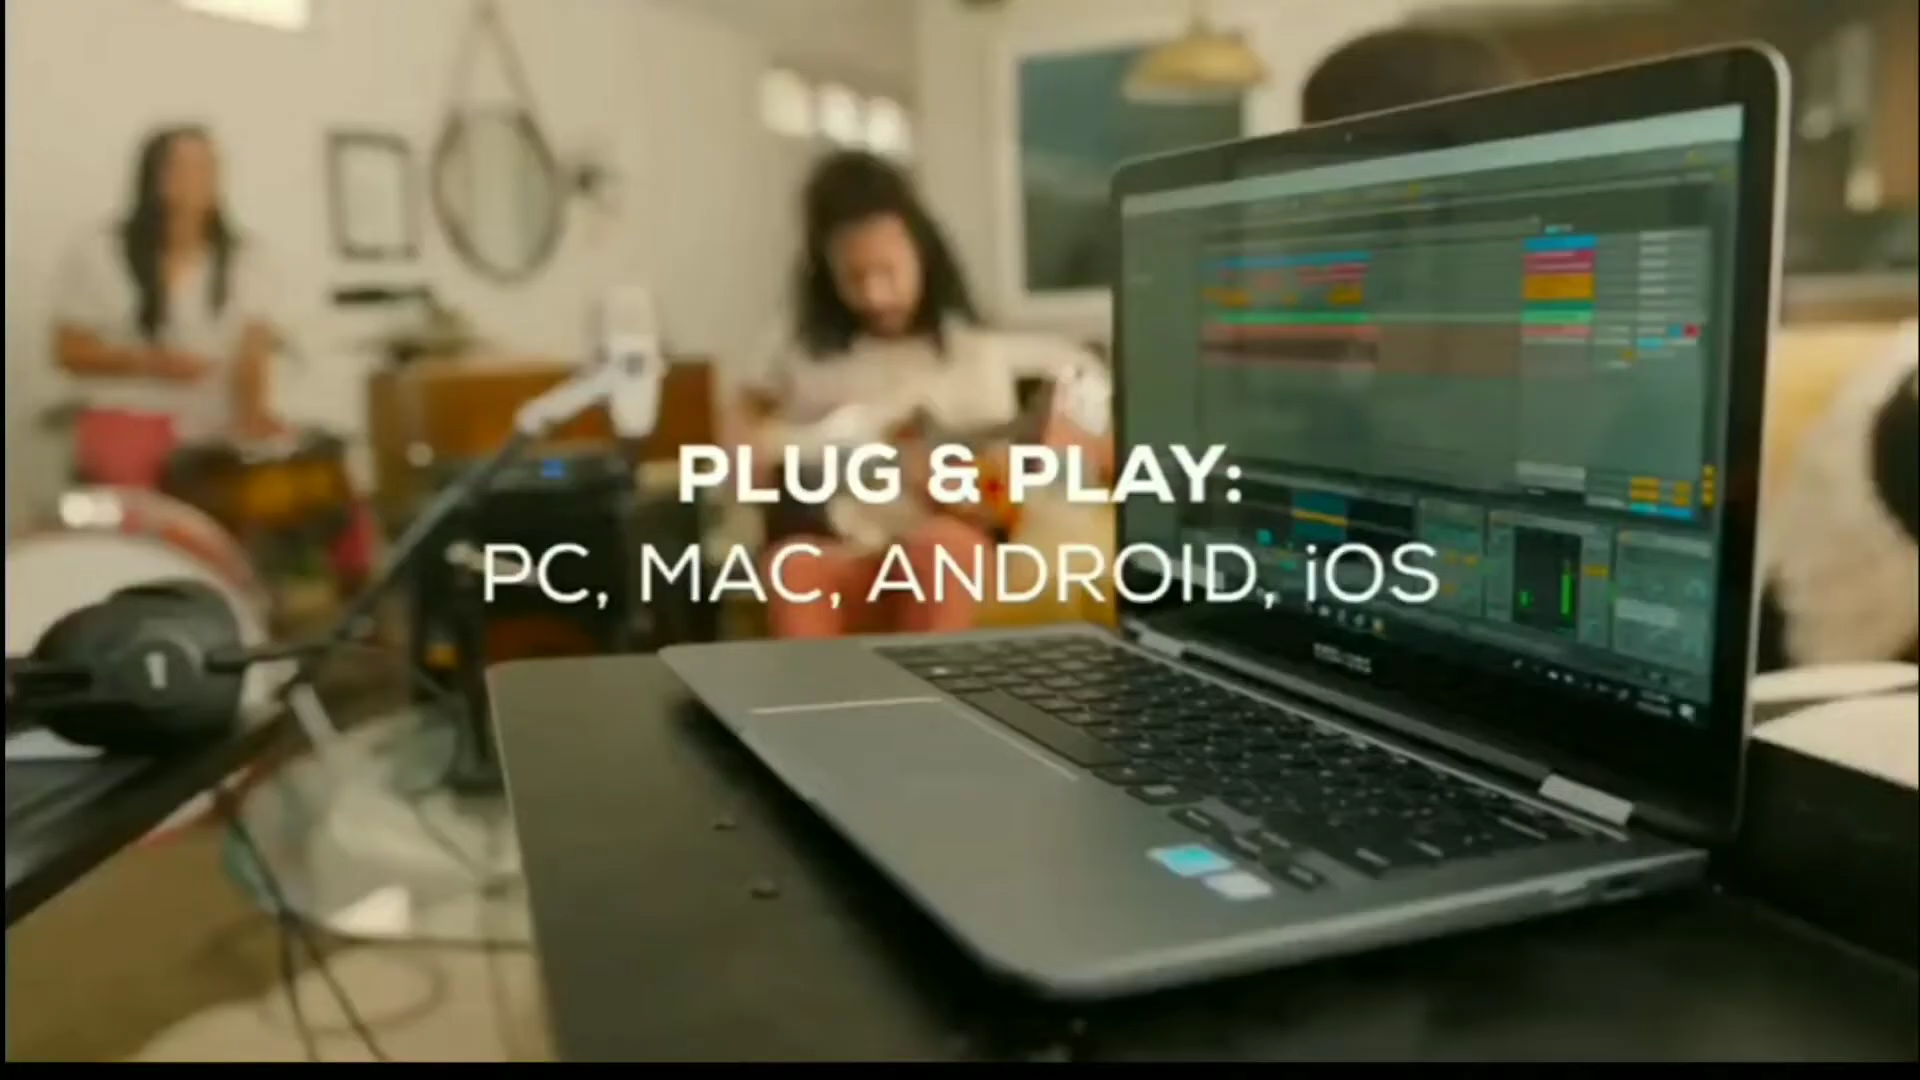 PLUG & PLAY:
PC, MAC, ANDROID, iOS